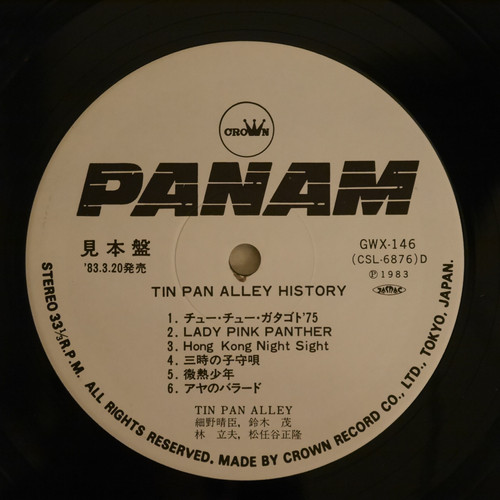 CROWN
PANAM
見本盤
'83.3.20発売
GWX-146
(CSL-6876)D
Ⓟ1983
TIN PAN ALLEY HISTORY
1. チュー・チュー・ガタゴト'75
2. LADY PINK PANTHER
3. Hong Kong Night Sight
4. 三時の子守唄
5. 微熱少年
6. アヤのバラード
TIN PAN ALLEY
細野晴臣, 鈴木 茂
林 立夫, 松任谷正隆
STEREO 33⅓R.P.M. ALL RIGHTS RESERVED. MADE BY CROWN RECORD CO., LTD., TOKYO, JAPAN.